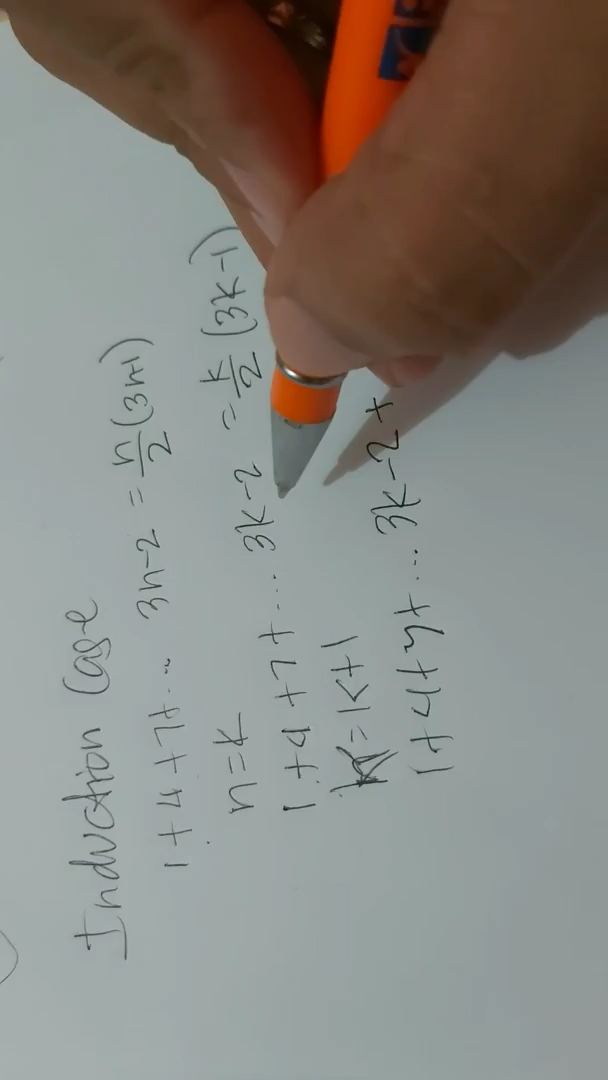 Induction Case
1 + 4 + 7 + ... 3n-2 = n/2 (3n-1)
n = k
1 + 4 + 7 + ... 3k-2 = k/2 (3k-1)
n = k+1
1 + 4 + 7 + ... 3k-2 +